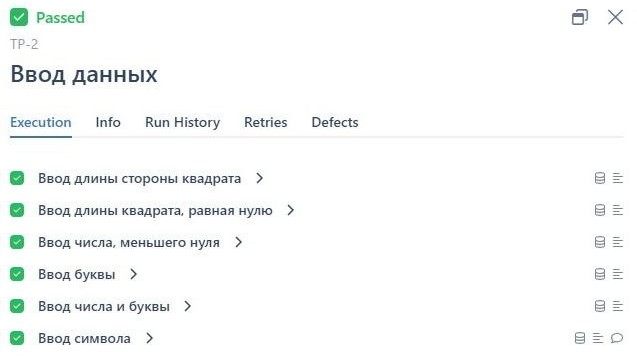 Passed
TP-2
Ввод данных
Execution Info Run History Retries Defects
Ввод длины стороны квадрата
Ввод длины квадрата, равная нулю
Ввод числа, меньшего нуля
Ввод буквы
Ввод числа и буквы
Ввод символа